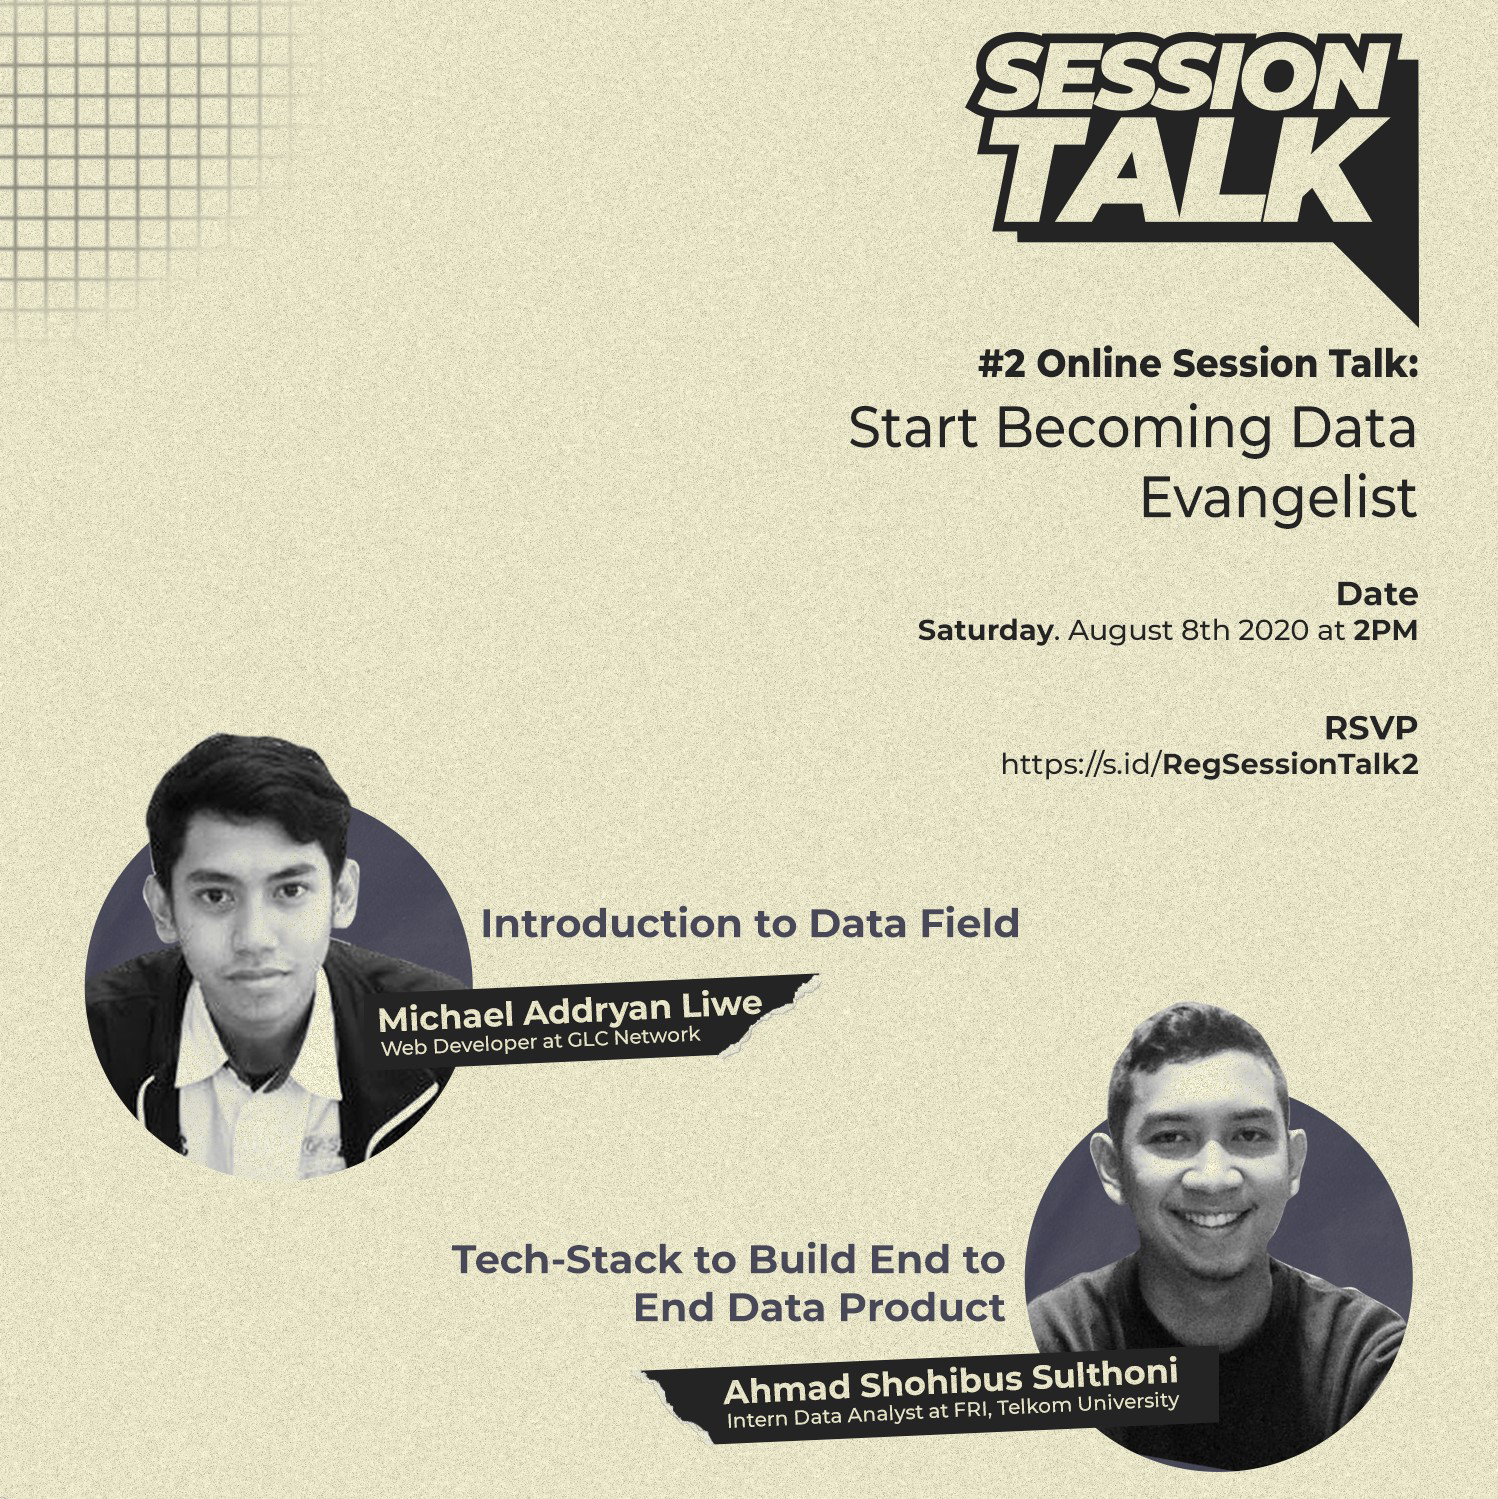 SESSION
TALK
#2 Online Session Talk:
Start Becoming Data
Evangelist
Date
Saturday. August 8th 2020 at 2PM
RSVP
https://s.id/RegSessionTalk2
Introduction to Data Field
Michael Addryan Liwe
Web Developer at GLC Network
Tech-Stack to Build End to
End Data Product
Ahmad Shohibus Sulthoni
Intern Data Analyst at FRI, Telkom University